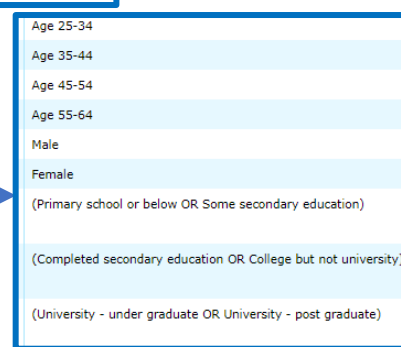 Age 25-34
Age 35-44
Age 45-54
Age 55-64
Male
Female
(Primary school or below OR Some secondary education)
(Completed secondary education OR College but not university)
(University - under graduate OR University - post graduate)